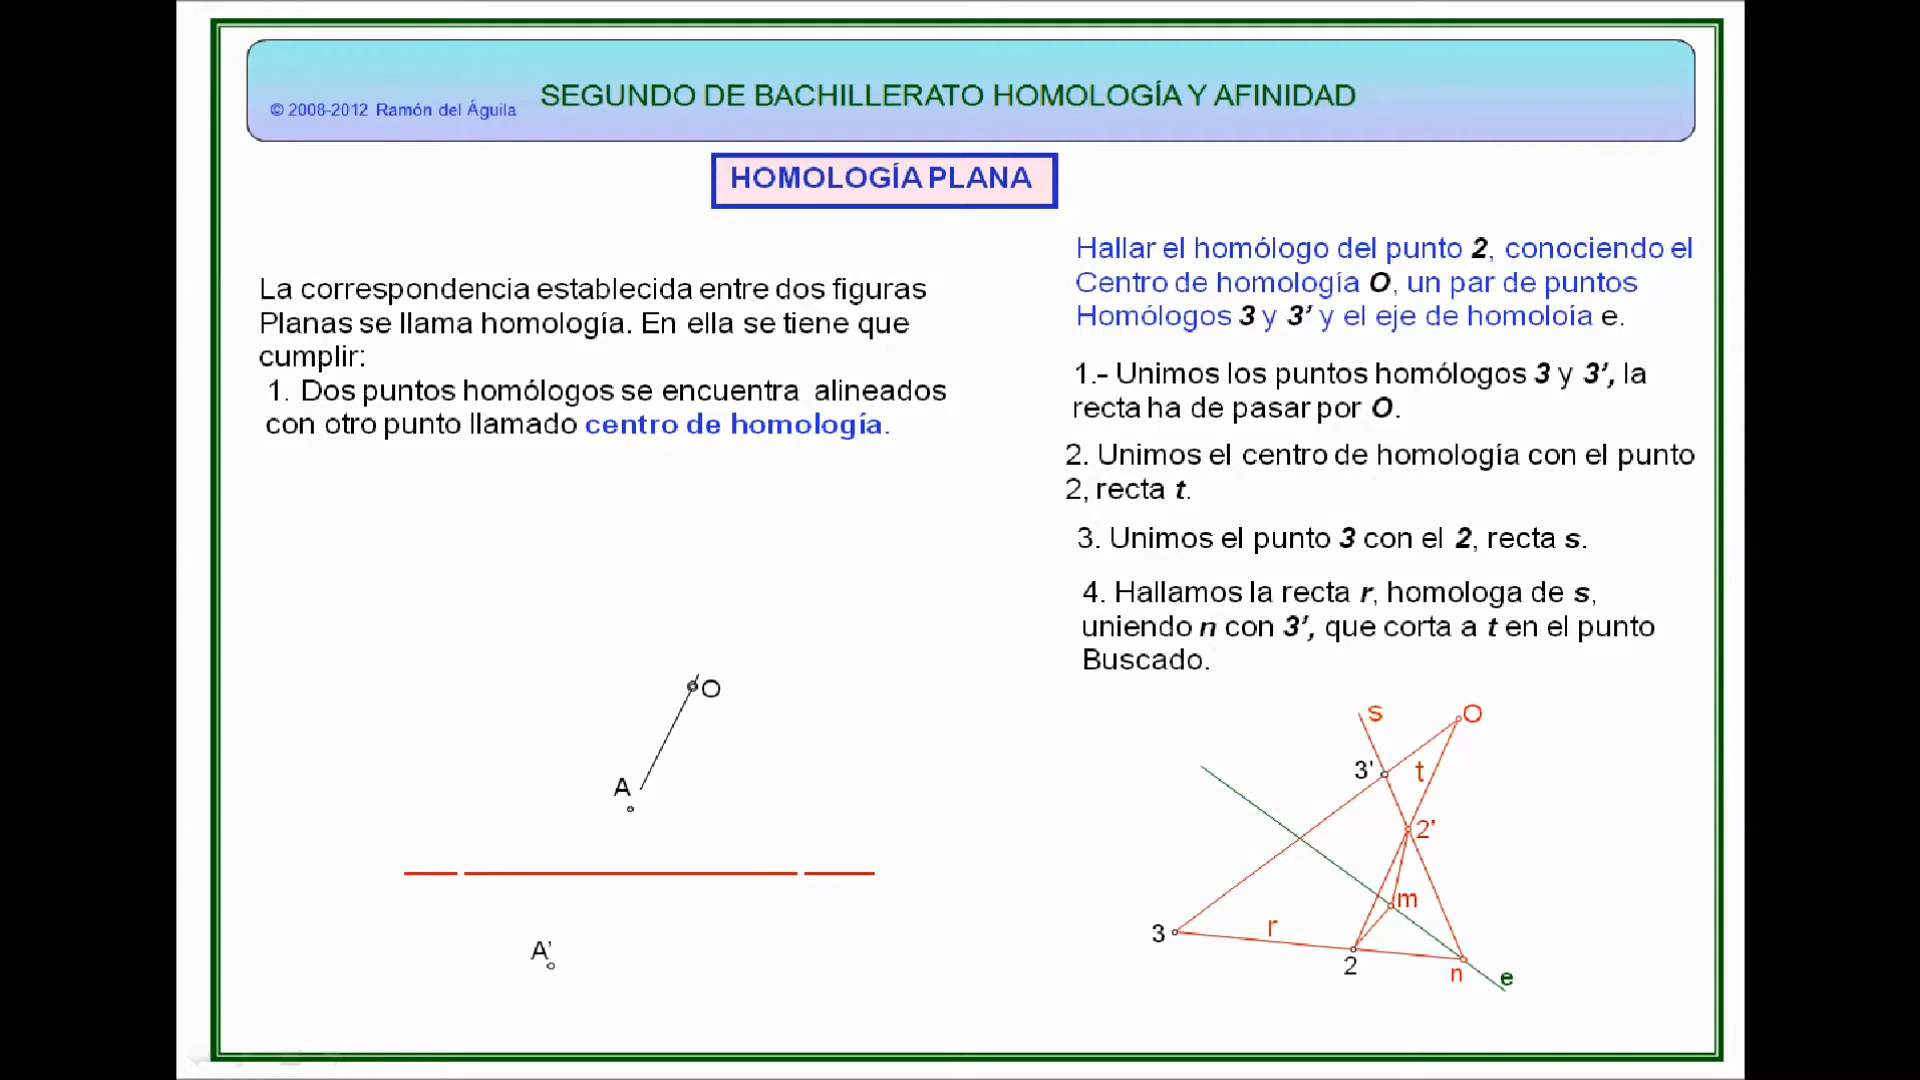 © 2008-2012 Ramón del Águila
SEGUNDO DE BACHILLERATO HOMOLOGÍA Y AFINIDAD
HOMOLOGÍA PLANA
La correspondencia establecida entre dos figuras
Planas se llama homología. En ella se tiene que
cumplir:
1. Dos puntos homólogos se encuentra alineados
con otro punto llamado centro de homología.
O
A
A'
Hallar el homólogo del punto 2, conociendo el
Centro de homología O, un par de puntos
Homólogos 3 y 3' y el eje de homoloía e.
1.- Unimos los puntos homólogos 3 y 3', la
recta ha de pasar por O.
2. Unimos el centro de homología con el punto
2, recta t.
3. Unimos el punto 3 con el 2, recta s.
4. Hallamos la recta r, homologa de s,
uniendo n con 3', que corta a t en el punto
Buscado.
s
O
3'
t
2'
m
3
r
2
n
e